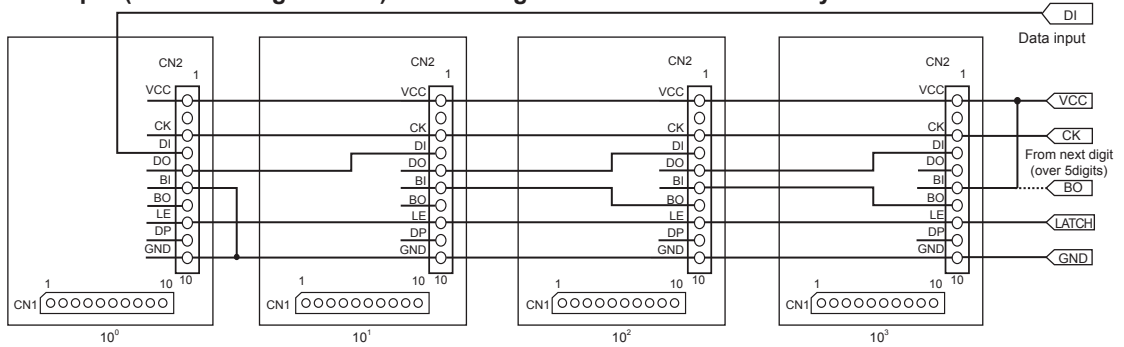 DI
Data input
CN2
1
VCC
CK
DI
DO
BI
BO
LE
DP
GND
10
1 10
CN1
10⁰
CN2
1
VCC
CK
DI
DO
BI
BO
LE
DP
GND
10
1 10
CN1
10¹
CN2
1
VCC
CK
DI
DO
BI
BO
LE
DP
GND
10
1 10
CN1
10²
CN2
1
VCC
CK
DI
DO
BI
BO
LE
DP
GND
10
1 10
CN1
10³
VCC
CK
From next digit
(over 5digits)
BO
LATCH
GND